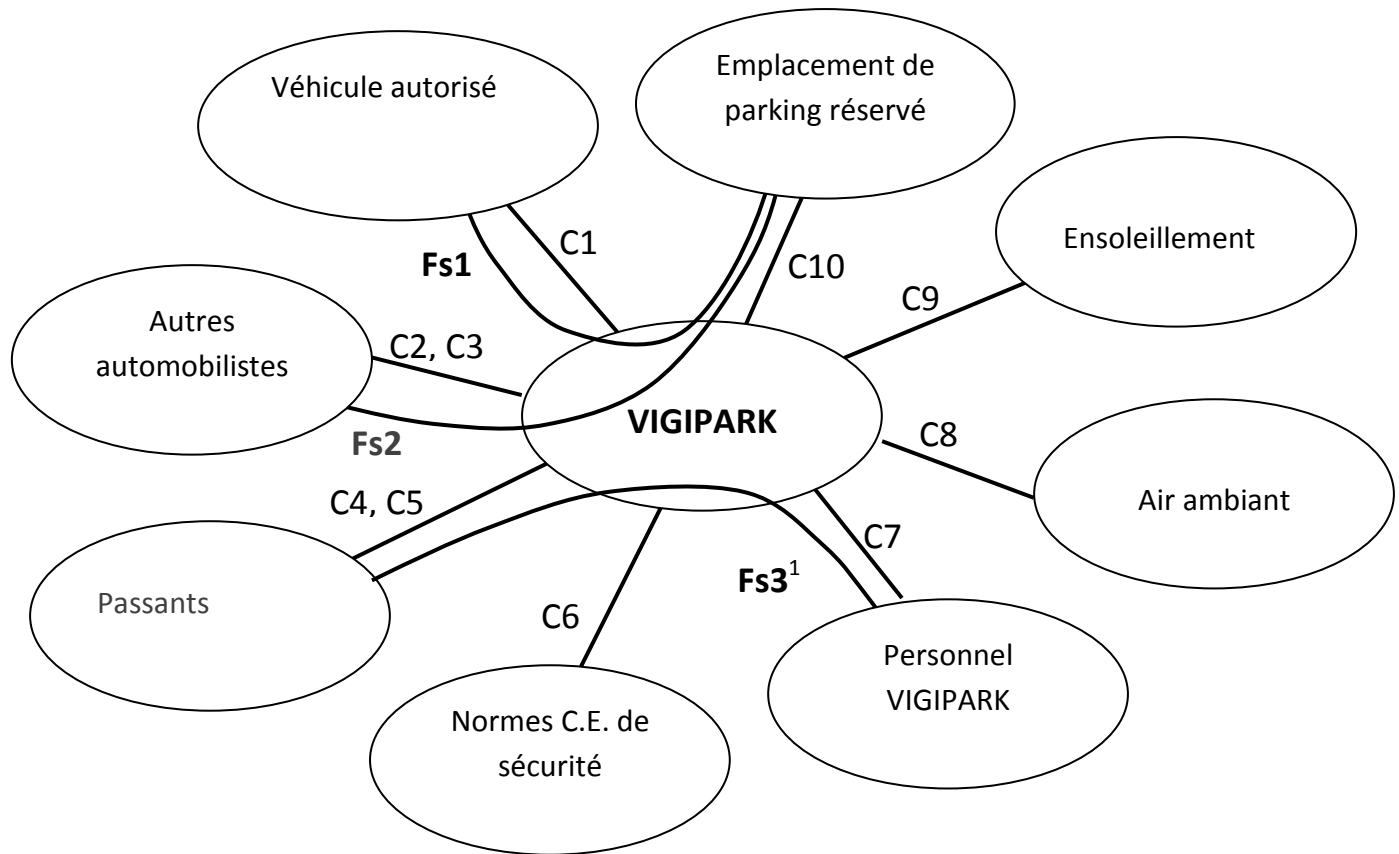 Véhicule autorisé
Emplacement de
parking réservé
Ensoleillement
C1
Fs1
C10
C9
Autres
automobilistes
C2, C3
VIGIPARK
Fs2
C8
Air ambiant
C4, C5
C7
Fs3¹
Passants
C6
Personnel
VIGIPARK
Normes C.E. de
sécurité